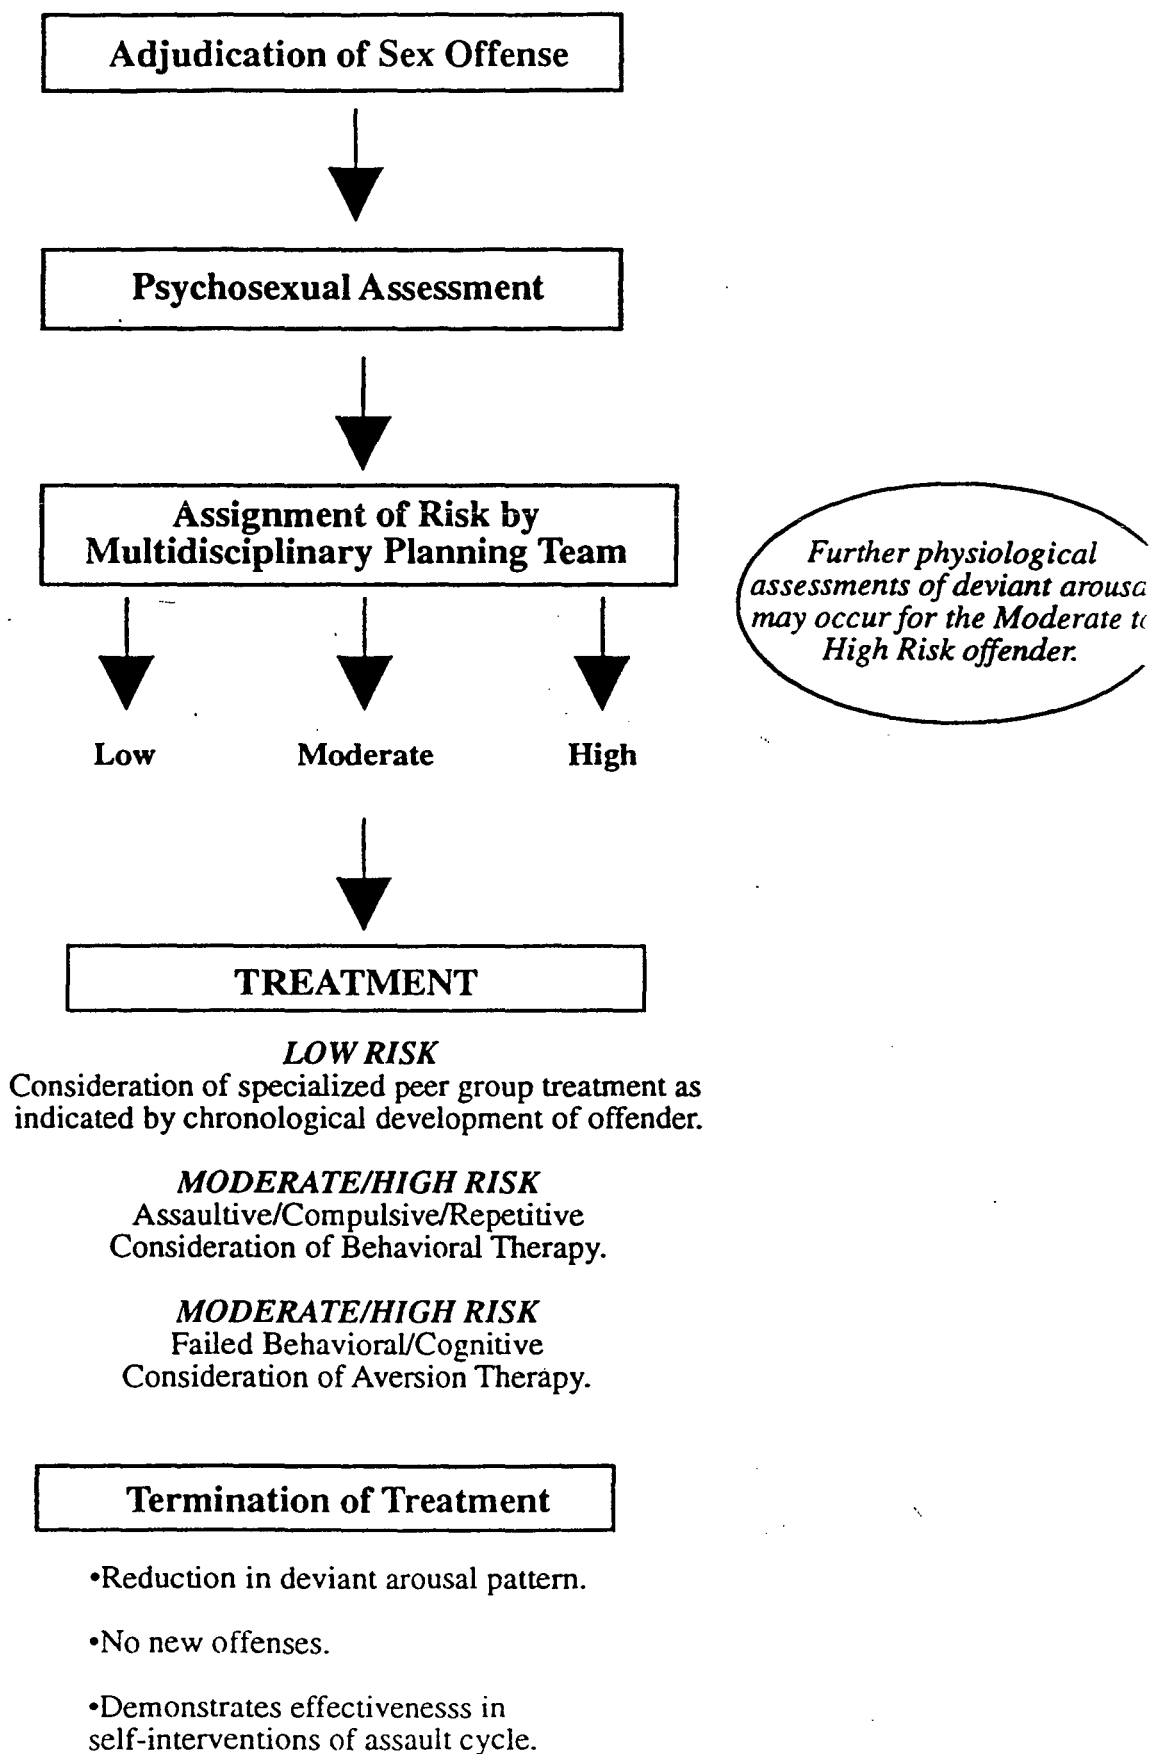 Adjudication of Sex Offense
Psychosexual Assessment
Assignment of Risk by
Multidisciplinary Planning Team
Further physiological
assessments of deviant arousa
may occur for the Moderate to
High Risk offender.
Low Moderate High
TREATMENT
LOW RISK
Consideration of specialized peer group treatment as
indicated by chronological development of offender.
MODERATE/HIGH RISK
Assaultive/Compulsive/Repetitive
Consideration of Behavioral Therapy.
MODERATE/HIGH RISK
Failed Behavioral/Cognitive
Consideration of Aversion Therapy.
Termination of Treatment
•Reduction in deviant arousal pattern.
•No new offenses.
•Demonstrates effectivenesss in
self-interventions of assault cycle.